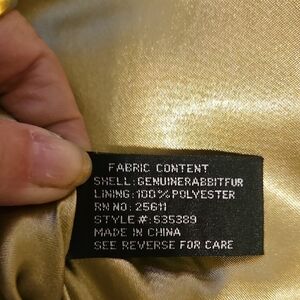 FABRIC CONTENT
SHELL:GENUINERABBITFUR
LINING:100%POLYESTER
RN NO: 25611
STYLE #:535389
MADE IN CHINA
SEE REVERSE FOR CARE